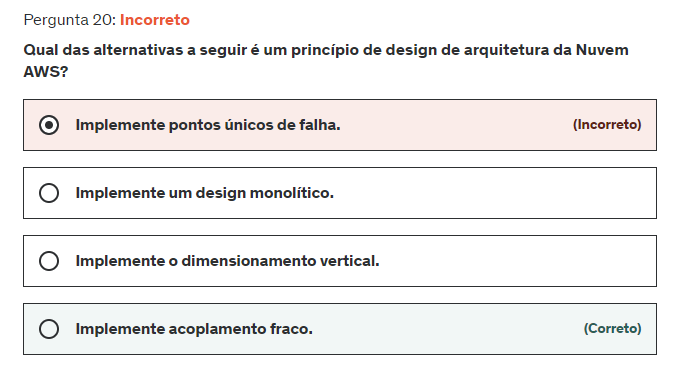 Pergunta 20: Incorreto
Qual das alternativas a seguir é um princípio de design de arquitetura da Nuvem
AWS?
Implemente pontos únicos de falha. (Incorreto)
Implemente um design monolítico.
Implemente o dimensionamento vertical.
Implemente acoplamento fraco. (Correto)